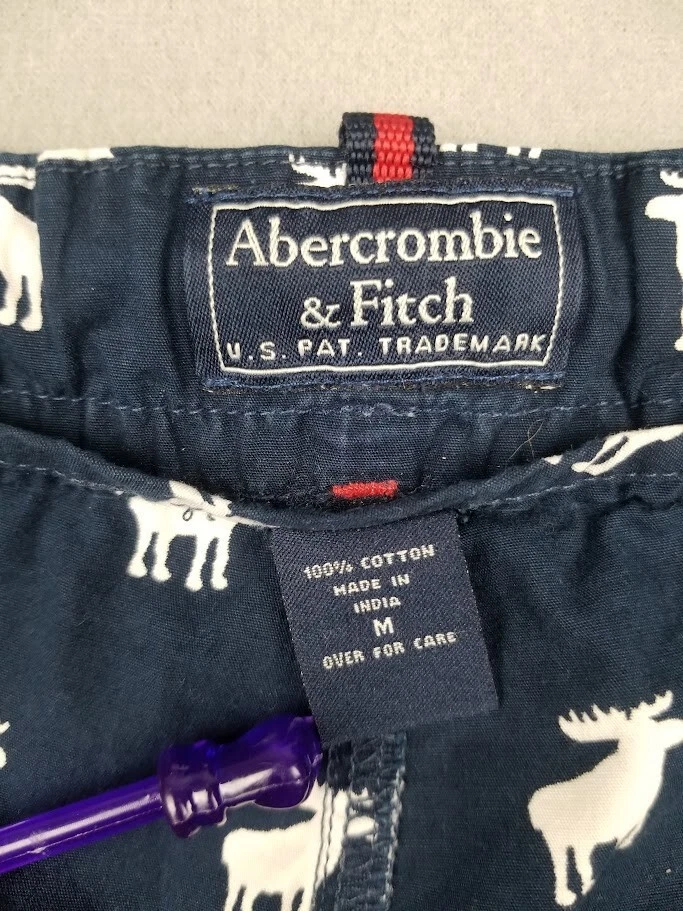 Abercrombie
& Fitch
U.S. PAT. TRADEMARK
100% COTTON
MADE IN
INDIA
M
OVER FOR CARE